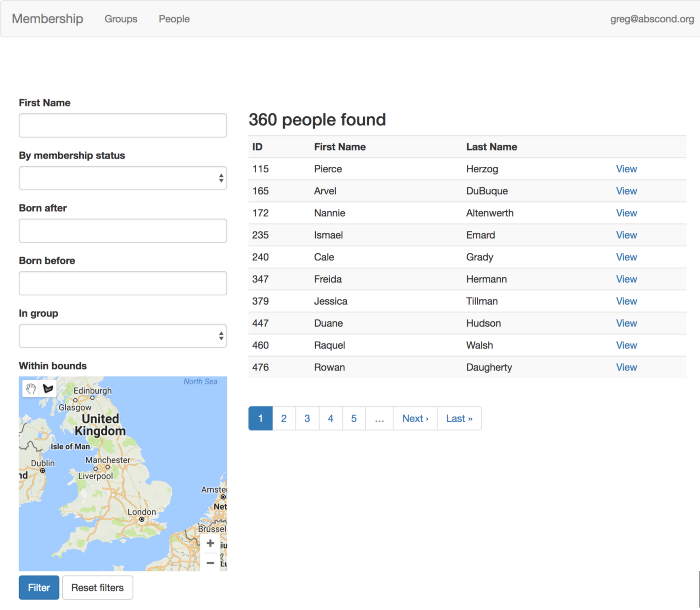 Membership Groups People greg@abscond.org
First Name
By membership status
Born after
Born before
In group
Within bounds
North Sea
Edinburgh
Glasgow
United
Kingdom
Isle of Man
Dublin
Manchester
Liverpool
nd
London
Amster
Net
Brussel
Filter Reset filters
360 people found
ID First Name Last Name
115 Pierce Herzog View
165 Arvel DuBuque View
172 Nannie Altenwerth View
235 Ismael Emard View
240 Cale Grady View
347 Freida Hermann View
379 Jessica Tillman View
447 Duane Hudson View
460 Raquel Walsh View
476 Rowan Daugherty View
1 2 3 4 5 … Next › Last »